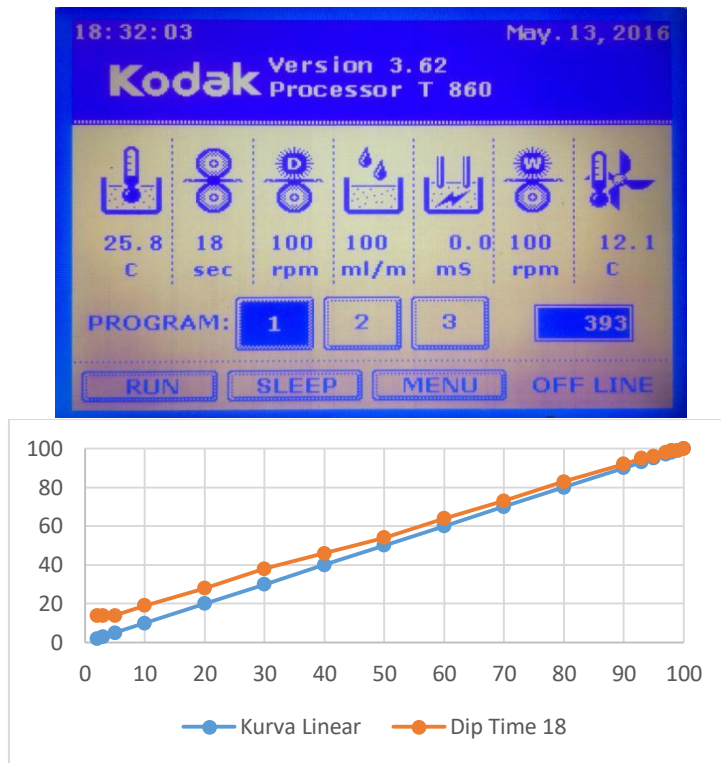 18:32:03 May.13,2016
Kodak Version 3.62
Processor T 860
D W
25.8 18 100 100 0.0 100 12.1
C sec rpm ml/m mS rpm C
PROGRAM: 1 2 3 393
RUN SLEEP MENU OFF LINE
100
80
60
40
20
0
0 10 20 30 40 50 60 70 80 90 100
Kurva Linear Dip Time 18